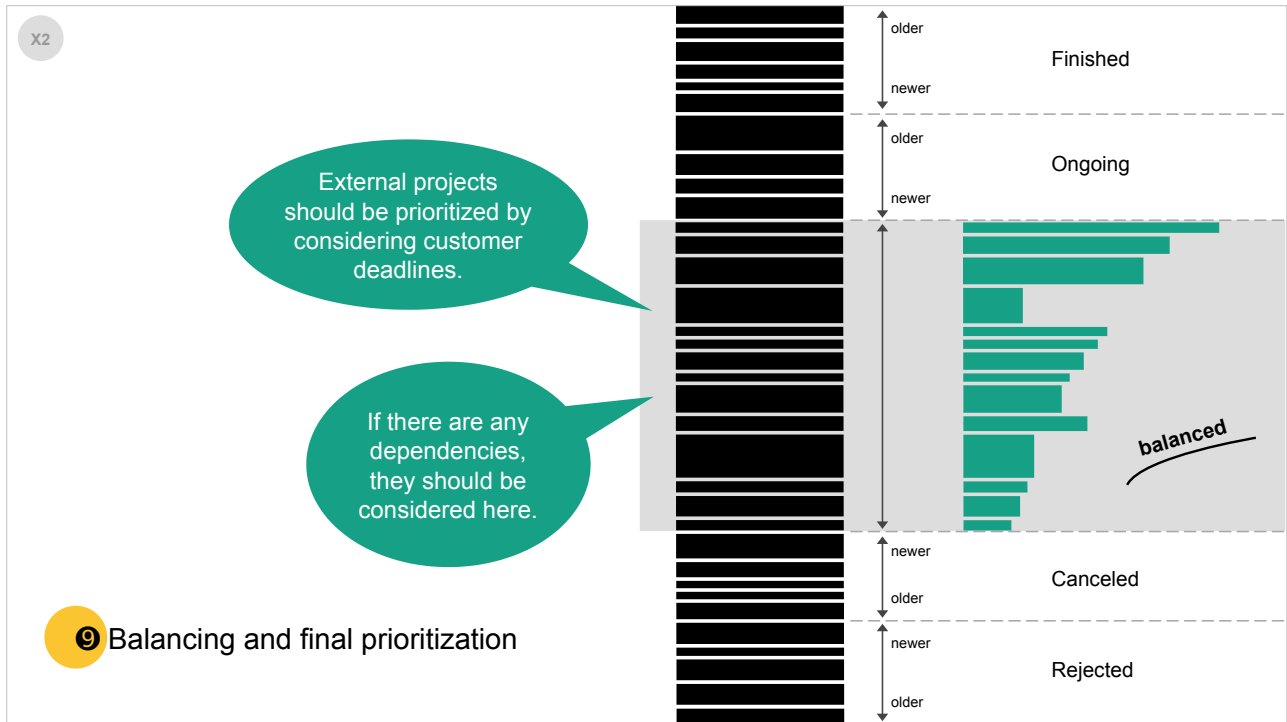 X2
older
Finished
newer
older
Ongoing
newer
External projects
should be prioritized by
considering customer
deadlines.
If there are any
dependencies,
they should be
considered here.
balanced
newer
Canceled
older
❾ Balancing and final prioritization
newer
Rejected
older